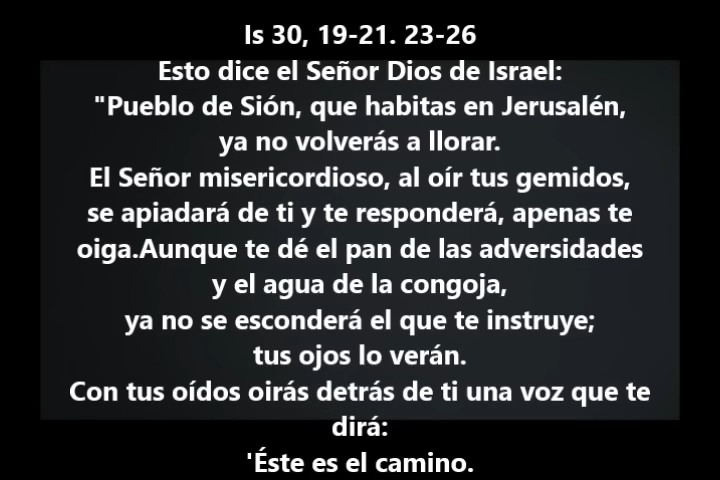 Is 30, 19-21. 23-26
Esto dice el Señor Dios de Israel:
"Pueblo de Sión, que habitas en Jerusalén,
ya no volverás a llorar.
El Señor misericordioso, al oír tus gemidos,
se apiadará de ti y te responderá, apenas te
oiga.Aunque te dé el pan de las adversidades
y el agua de la congoja,
ya no se esconderá el que te instruye;
tus ojos lo verán.
Con tus oídos oirás detrás de ti una voz que te
dirá:
'Éste es el camino.